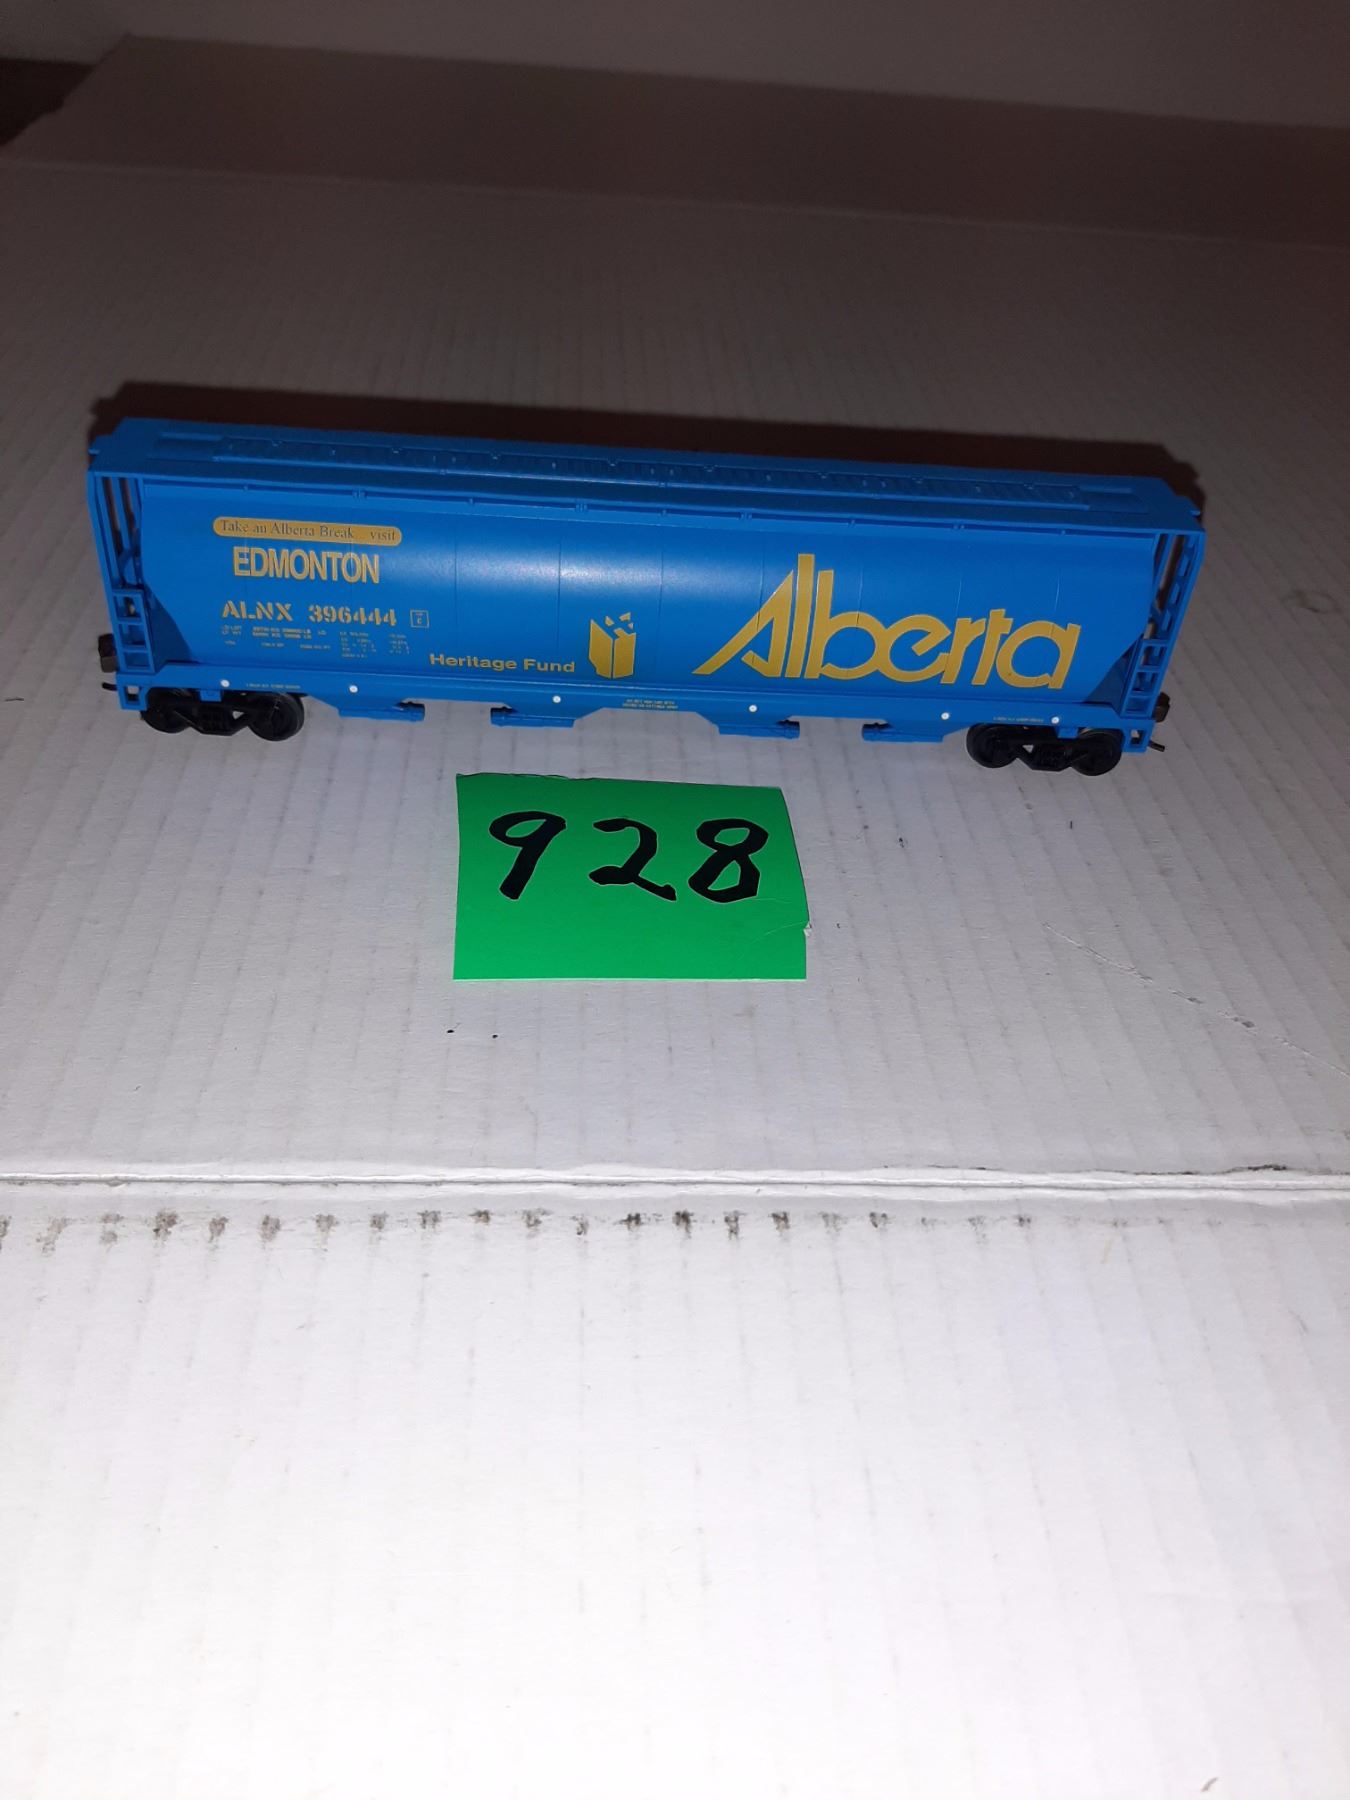 Take an Alberta Break... visit
EDMONTON
ALNX 396444
Heritage Fund
Alberta
928